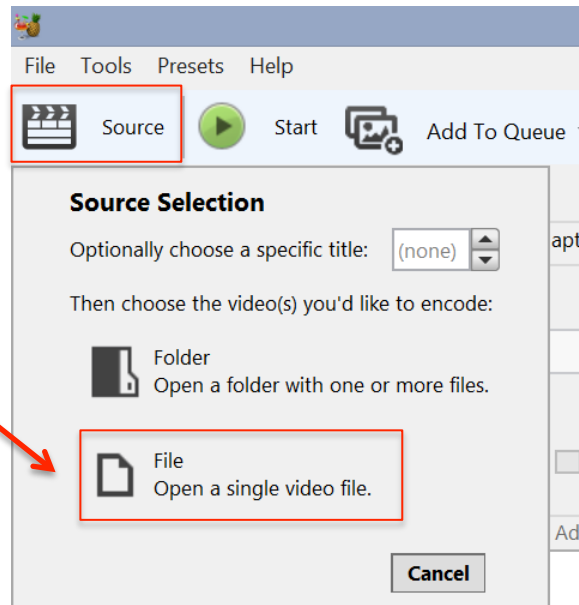 File Tools Presets Help
Source Start Add To Queue
Source Selection
Optionally choose a specific title: (none)
Then choose the video(s) you'd like to encode:
Folder
Open a folder with one or more files.
File
Open a single video file.
Cancel